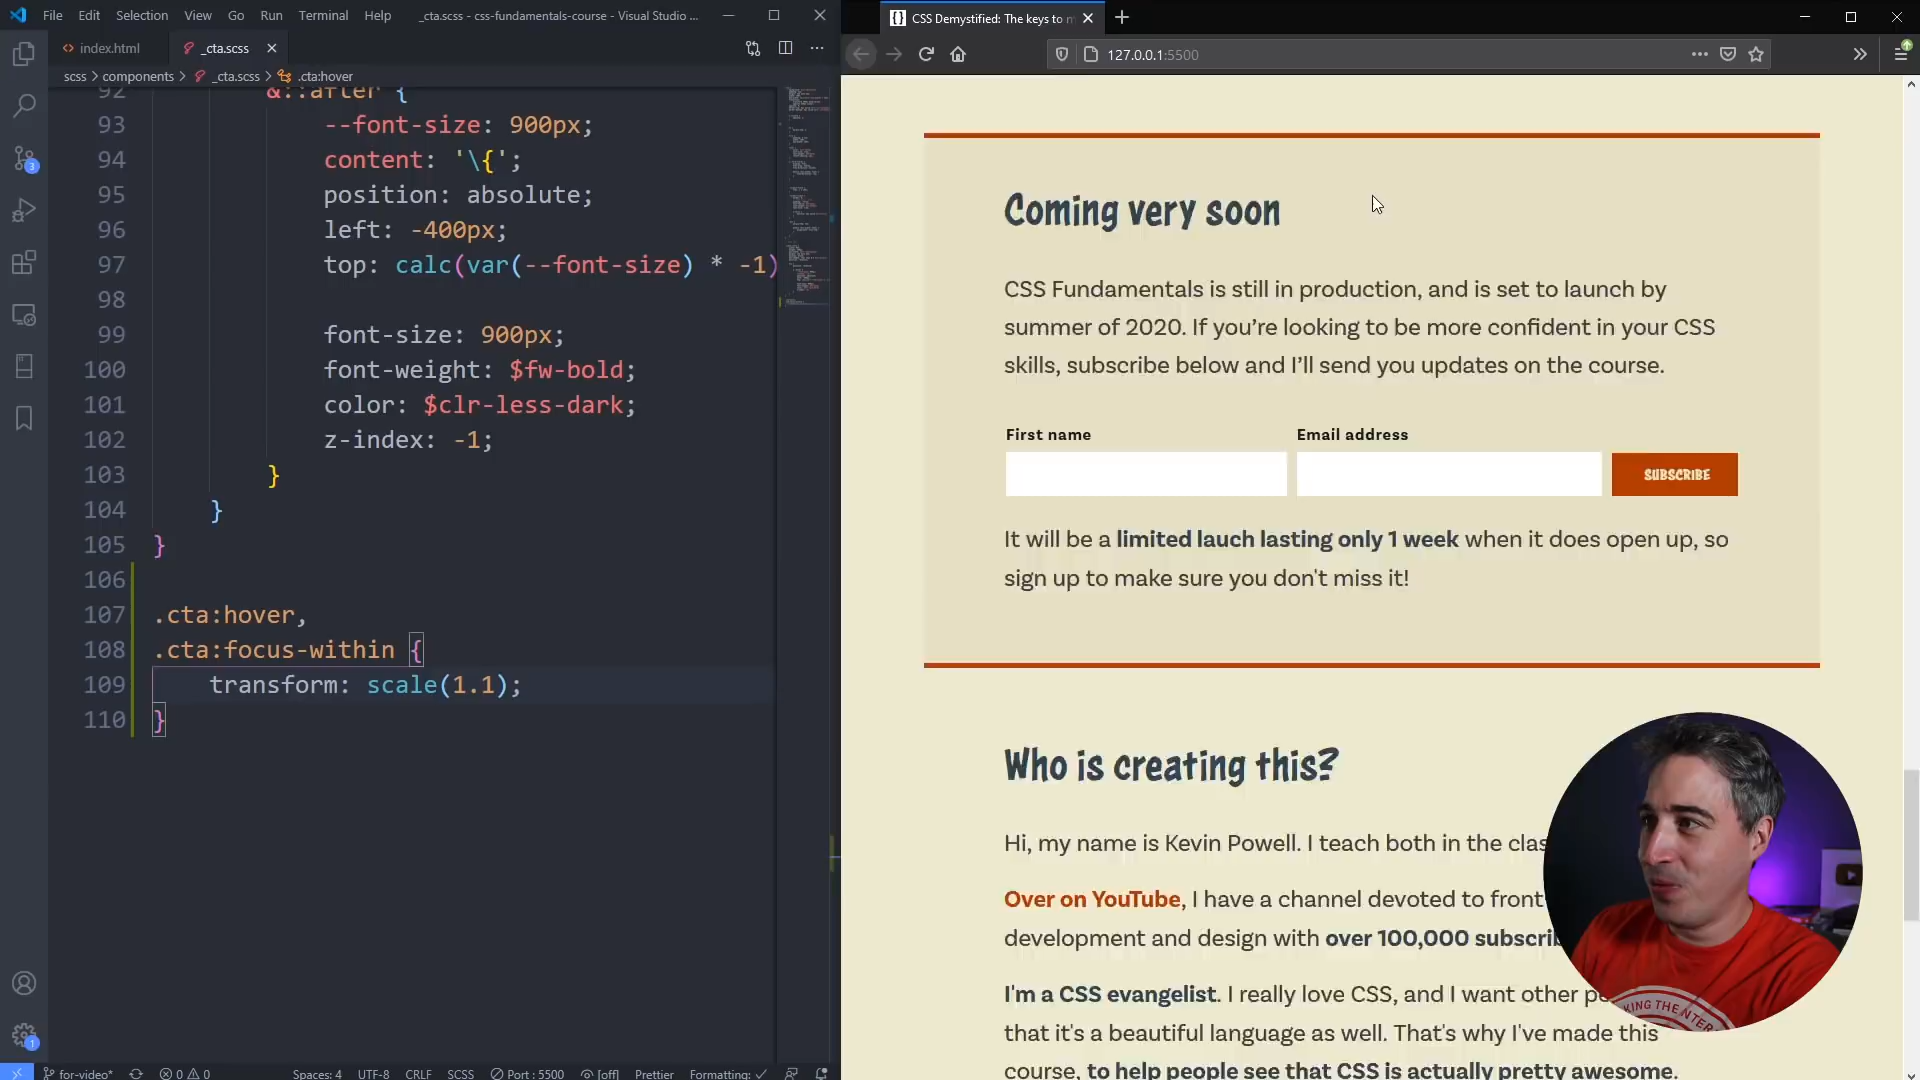 File Edit Selection View Go Run Terminal Help _cta.scss - css-fundamentals-course - Visual Studio ...
index.html _cta.scss
scss > components > _cta.scss > .cta:hover
92 &::after {
93 --font-size: 900px;
94 content: '\{';
95 position: absolute;
96 left: -400px;
97 top: calc(var(--font-size) * -1)
98
99 font-size: 900px;
100 font-weight: $fw-bold;
101 color: $clr-less-dark;
102 z-index: -1;
103 }
104 }
105 }
106
107 .cta:hover,
108 .cta:focus-within {
109 transform: scale(1.1);
110 }
3
1
for-video* 0 0 Spaces: 4 UTF-8 CRLF SCSS Port : 5500 [off] Prettier Formatting: ✓
{} CSS Demystified: The keys to m
127.0.0.1:5500
Coming very soon
CSS Fundamentals is still in production, and is set to launch by
summer of 2020. If you’re looking to be more confident in your CSS
skills, subscribe below and I’ll send you updates on the course.
First name Email address
SUBSCRIBE
It will be a limited lauch lasting only 1 week when it does open up, so
sign up to make sure you don't miss it!
Who is creating this?
Hi, my name is Kevin Powell. I teach both in the clas
Over on YouTube, I have a channel devoted to front
development and design with over 100,000 subscrib
I'm a CSS evangelist. I really love CSS, and I want other pe
that it's a beautiful language as well. That's why I've made this
course, to help people see that CSS is actually pretty awesome.
KING THE